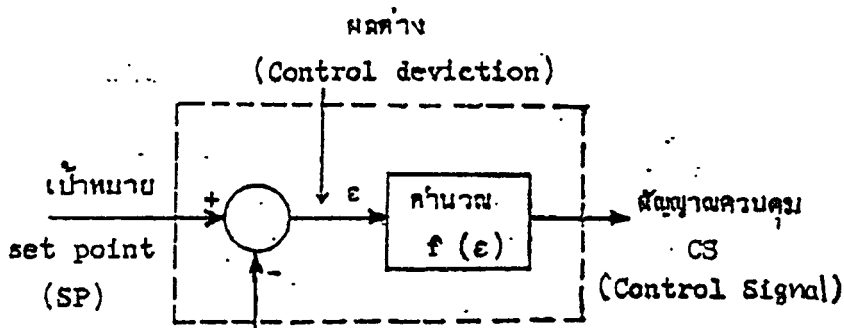 ผลต่าง
(Control deviction)
เป้าหมาย
+
ε
คำนวณ
สัญญาณควบคุม
set point
-
f (ε)
CS
(SP)
(Control Signal)